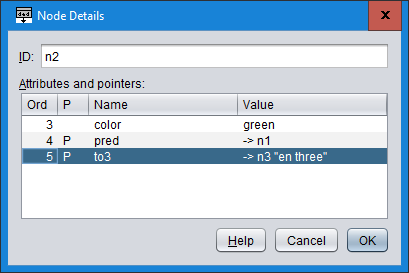 Node Details
ID: n2
Attributes and pointers:
Ord P Name Value
3 color green
4 P pred -> n1
5 P to3 -> n3 "en three"
Help Cancel OK